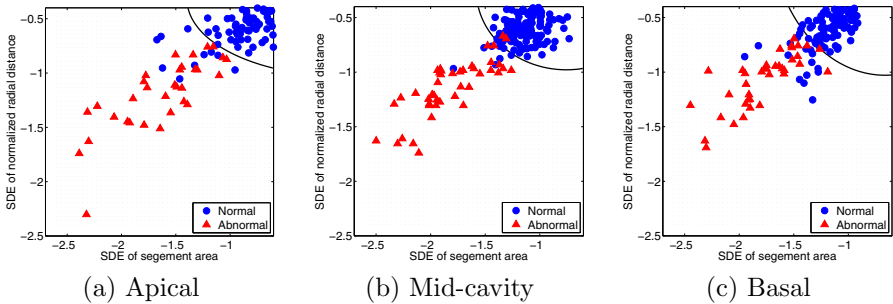 SDE of normalized radial distance
−0.5
−1
−1.5
−2
−2.5
−2.5
−2
−1.5
−1
SDE of segement area
Normal
Abnormal
(a) Apical
SDE of normalized radial distance
−0.5
−1
−1.5
−2
−2.5
−2.5
−2
−1.5
−1
SDE of segement area
Normal
Abnormal
(b) Mid-cavity
SDE of normalized radial distance
−0.5
−1
−1.5
−2
−2.5
−2.5
−2
−1.5
−1
SDE of segement area
Normal
Abnormal
(c) Basal